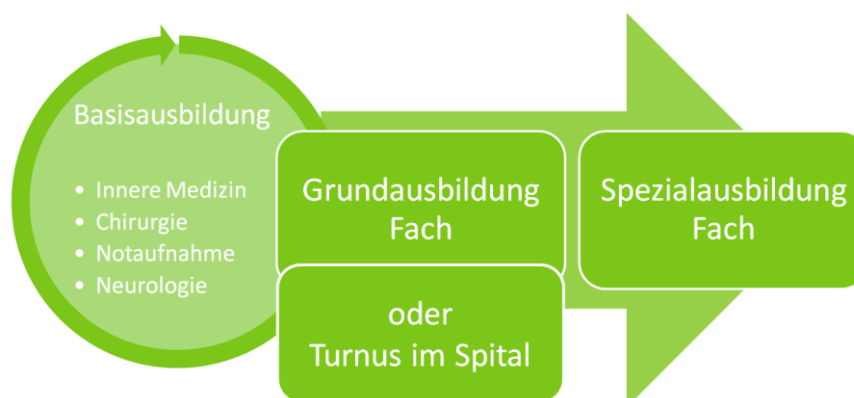 Basisausbildung
• Innere Medizin
• Chirurgie
• Notaufnahme
• Neurologie
Grundausbildung
Fach
oder
Turnus im Spital
Spezialausbildung
Fach